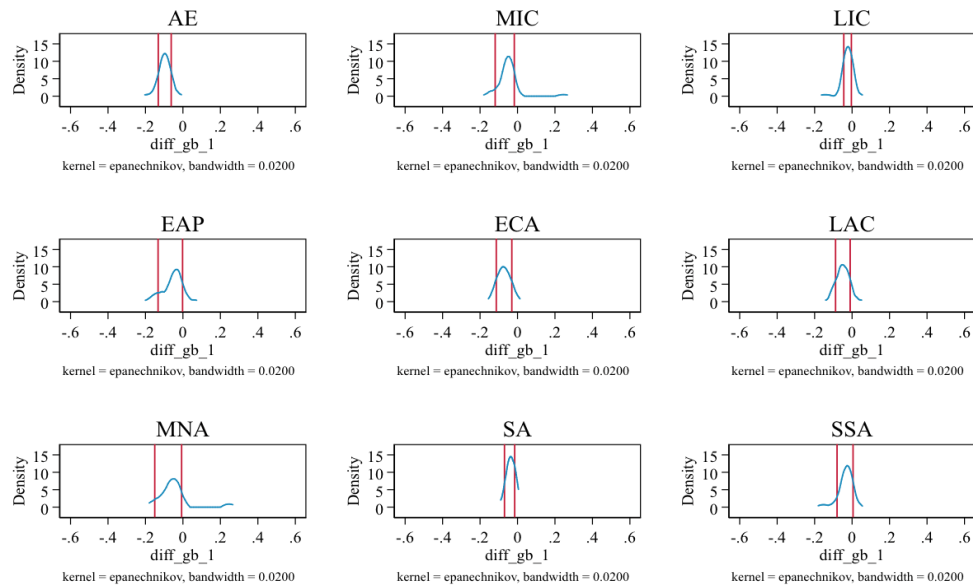 AE
MIC
LIC
Density
15
10
5
0
-.6 -.4 -.2 0 .2 .4 .6
diff_gb_1
kernel = epanechnikov, bandwidth = 0.0200
Density
15
10
5
0
-.6 -.4 -.2 0 .2 .4 .6
diff_gb_1
kernel = epanechnikov, bandwidth = 0.0200
Density
15
10
5
0
-.6 -.4 -.2 0 .2 .4 .6
diff_gb_1
kernel = epanechnikov, bandwidth = 0.0200
EAP
ECA
LAC
Density
15
10
5
0
-.6 -.4 -.2 0 .2 .4 .6
diff_gb_1
kernel = epanechnikov, bandwidth = 0.0200
Density
15
10
5
0
-.6 -.4 -.2 0 .2 .4 .6
diff_gb_1
kernel = epanechnikov, bandwidth = 0.0200
Density
15
10
5
0
-.6 -.4 -.2 0 .2 .4 .6
diff_gb_1
kernel = epanechnikov, bandwidth = 0.0200
MNA
SA
SSA
Density
15
10
5
0
-.6 -.4 -.2 0 .2 .4 .6
diff_gb_1
kernel = epanechnikov, bandwidth = 0.0200
Density
15
10
5
0
-.6 -.4 -.2 0 .2 .4 .6
diff_gb_1
kernel = epanechnikov, bandwidth = 0.0200
Density
15
10
5
0
-.6 -.4 -.2 0 .2 .4 .6
diff_gb_1
kernel = epanechnikov, bandwidth = 0.0200